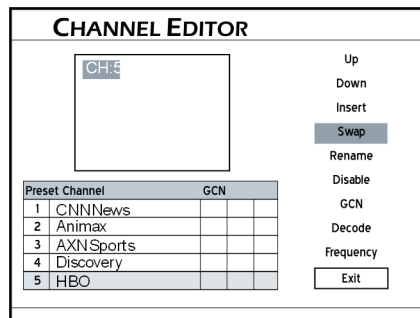 CHANNEL EDITOR
CH:5
Up
Down
Insert
Swap
Rename
Disable
GCN
Decode
Frequency
Exit
Preset Channel GCN
1 CNNNews
2 Animax
3 AXNSports
4 Discovery
5 HBO